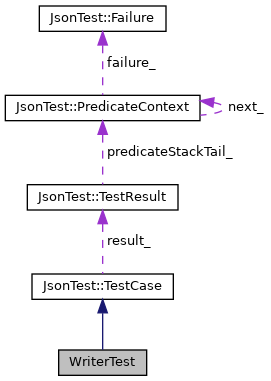 JsonTest::Failure
failure_
JsonTest::PredicateContext
next_
predicateStackTail_
JsonTest::TestResult
result_
JsonTest::TestCase
WriterTest